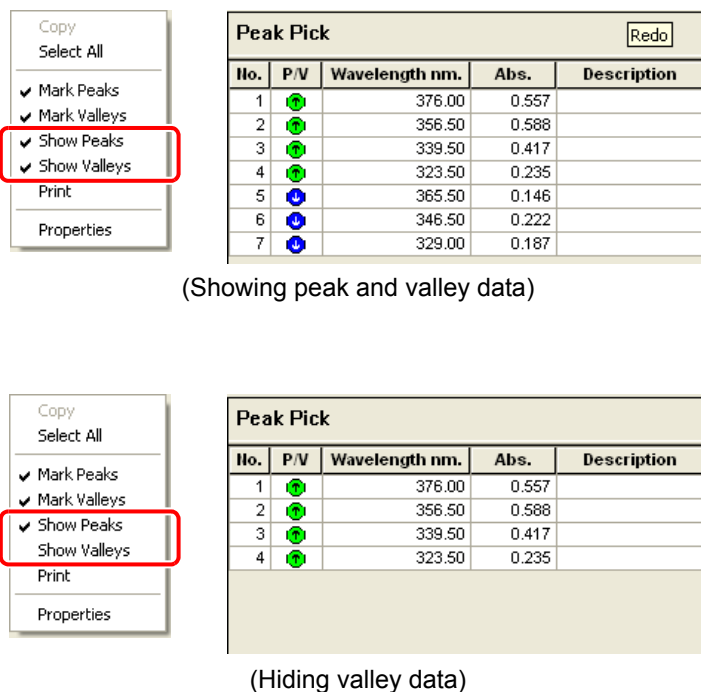 Copy
Select All
Mark Peaks
Mark Valleys
Show Peaks
Show Valleys
Print
Properties
Peak Pick
Redo
No. P/V Wavelength nm. Abs. Description
1 376.00 0.557
2 356.50 0.588
3 339.50 0.417
4 323.50 0.235
5 365.50 0.146
6 346.50 0.222
7 329.00 0.187
(Showing peak and valley data)
Copy
Select All
Mark Peaks
Mark Valleys
Show Peaks
Show Valleys
Print
Properties
Peak Pick
No. P/V Wavelength nm. Abs. Description
1 376.00 0.557
2 356.50 0.588
3 339.50 0.417
4 323.50 0.235
(Hiding valley data)